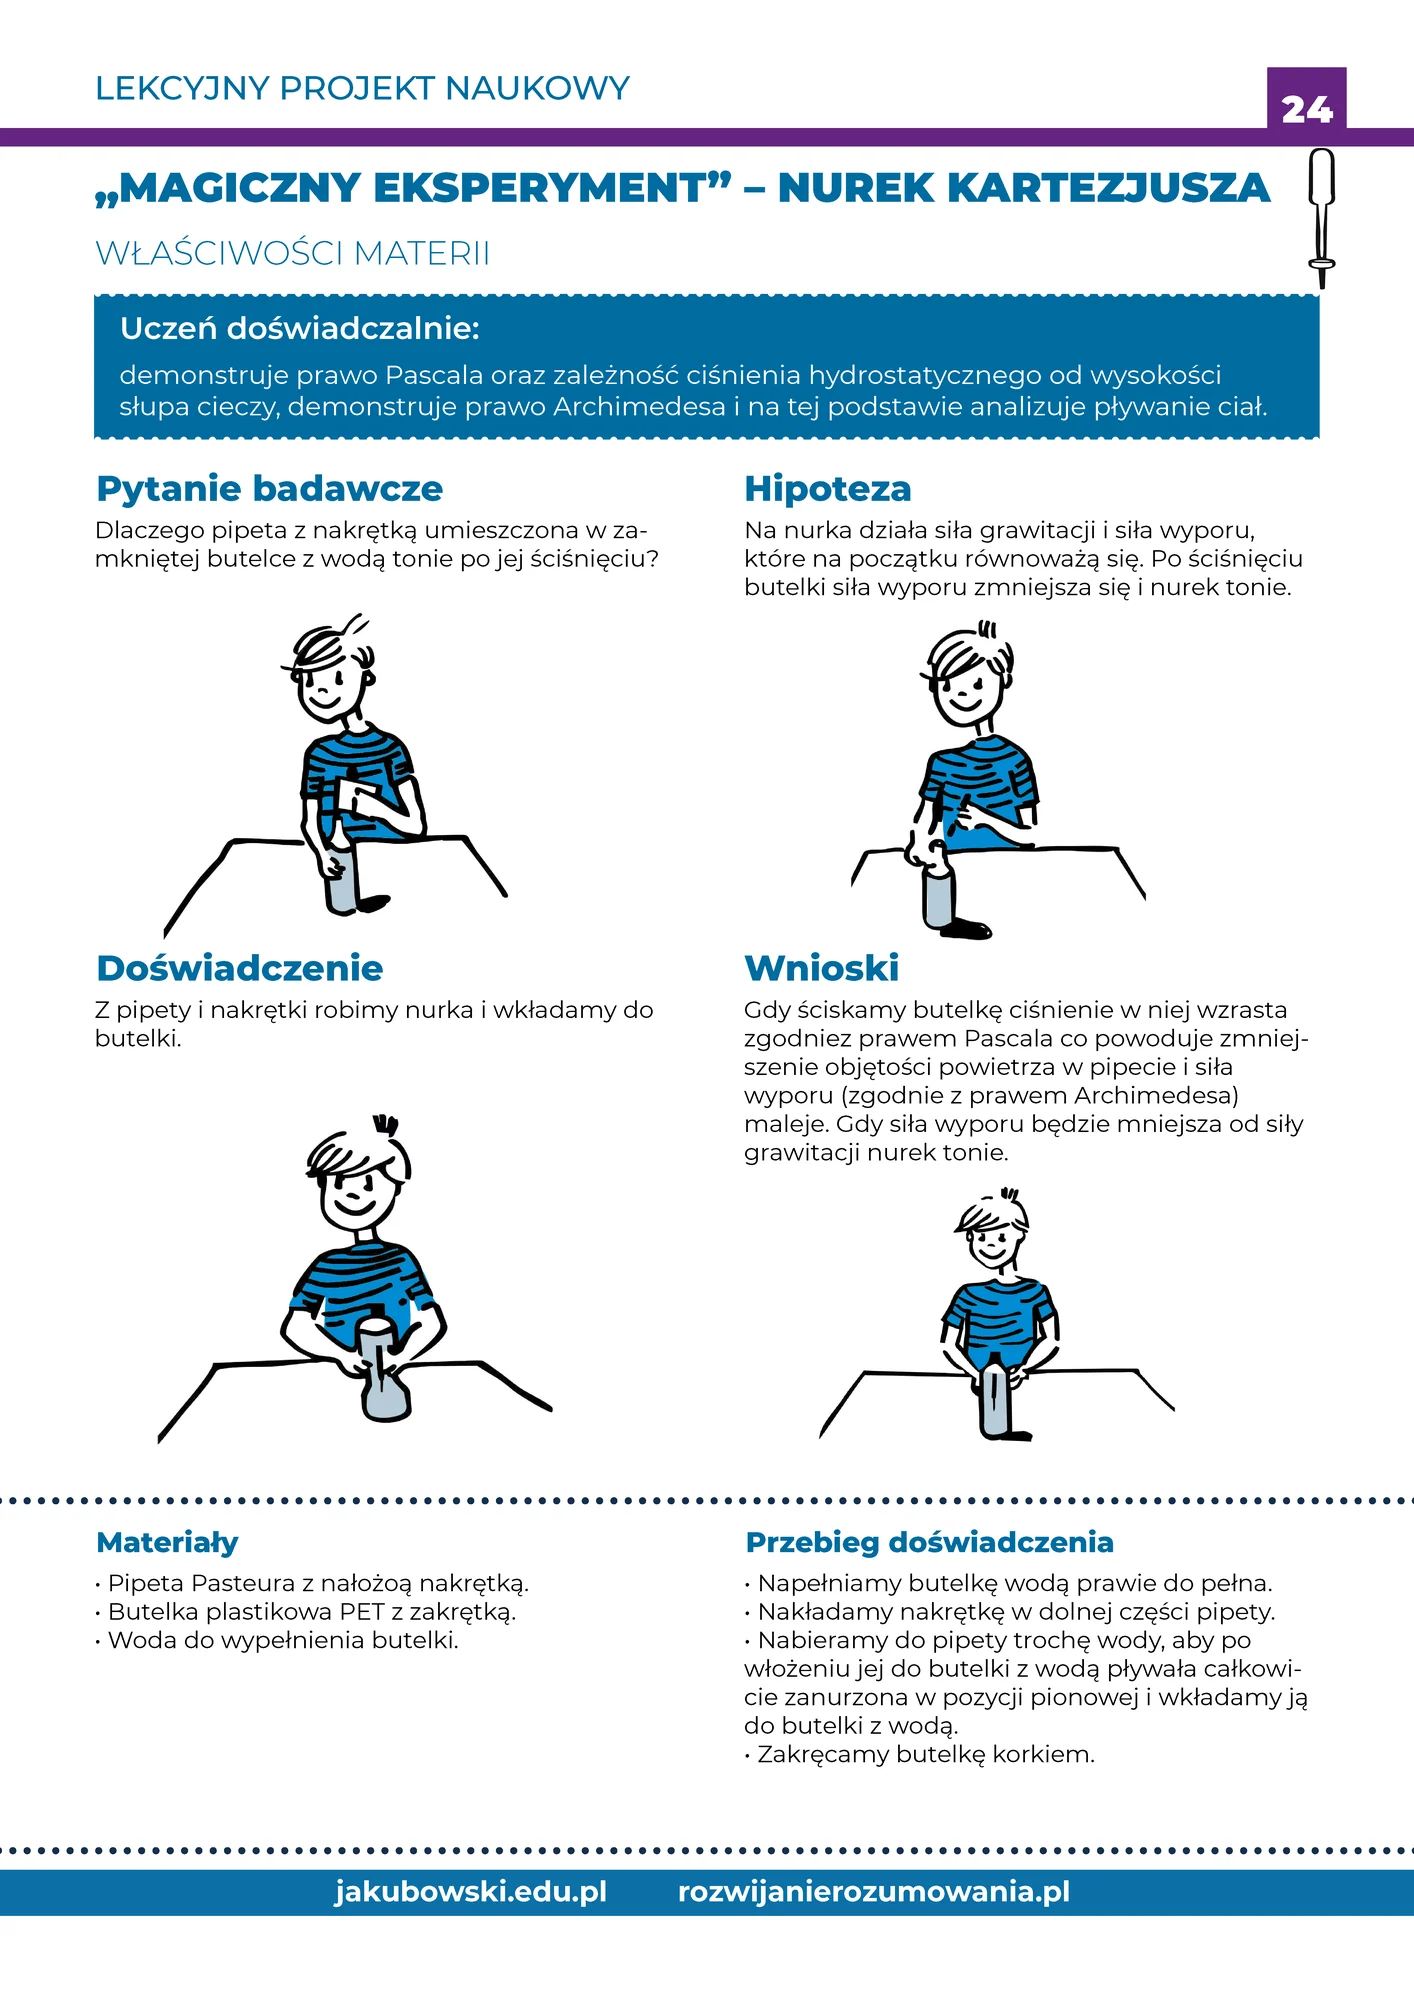 LEKCYJNY PROJEKT NAUKOWY
24
„MAGICZNY EKSPERYMENT” – NUREK KARTEZJUSZA
WŁAŚCIWOŚCI MATERII
Uczeń doświadczalnie:
demonstruje prawo Pascala oraz zależność ciśnienia hydrostatycznego od wysokości
słupa cieczy, demonstruje prawo Archimedesa i na tej podstawie analizuje pływanie ciał.
Pytanie badawcze
Dlaczego pipeta z nakrętką umieszczona w za-
mkniętej butelce z wodą tonie po jej ściśnięciu?
Hipoteza
Na nurka działa siła grawitacji i siła wyporu,
które na początku równoważą się. Po ściśnięciu
butelki siła wyporu zmniejsza się i nurek tonie.
Doświadczenie
Z pipety i nakrętki robimy nurka i wkładamy do
butelki.
Wnioski
Gdy ściskamy butelkę ciśnienie w niej wzrasta
zgodniez prawem Pascala co powoduje zmniej-
szenie objętości powietrza w pipecie i siła
wyporu (zgodnie z prawem Archimedesa)
maleje. Gdy siła wyporu będzie mniejsza od siły
grawitacji nurek tonie.
Materiały
• Pipeta Pasteura z nałożoą nakrętką.
• Butelka plastikowa PET z zakrętką.
• Woda do wypełnienia butelki.
Przebieg doświadczenia
• Napełniamy butelkę wodą prawie do pełna.
• Nakładamy nakrętkę w dolnej części pipety.
• Nabieramy do pipety trochę wody, aby po
włożeniu jej do butelki z wodą pływała całkowi-
cie zanurzona w pozycji pionowej i wkładamy ją
do butelki z wodą.
• Zakręcamy butelkę korkiem.
jakubowski.edu.pl
rozwijanierozumowania.pl